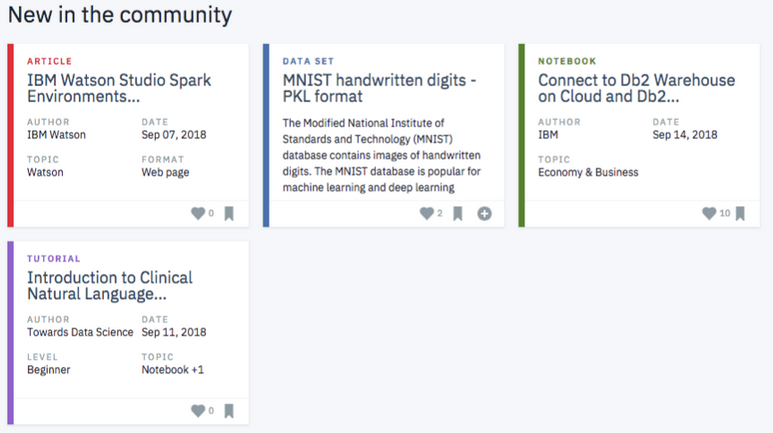 New in the community
ARTICLE
IBM Watson Studio Spark
Environments...
AUTHOR DATE
IBM Watson Sep 07, 2018
TOPIC FORMAT
Watson Web page
0
DATA SET
MNIST handwritten digits -
PKL format
The Modified National Institute of
Standards and Technology (MNIST)
database contains images of handwritten
digits. The MNIST database is popular for
machine learning and deep learning
2
NOTEBOOK
Connect to Db2 Warehouse
on Cloud and Db2...
AUTHOR DATE
IBM Sep 14, 2018
TOPIC
Economy & Business
10
TUTORIAL
Introduction to Clinical
Natural Language...
AUTHOR DATE
Towards Data Science Sep 11, 2018
LEVEL TOPIC
Beginner Notebook +1
0